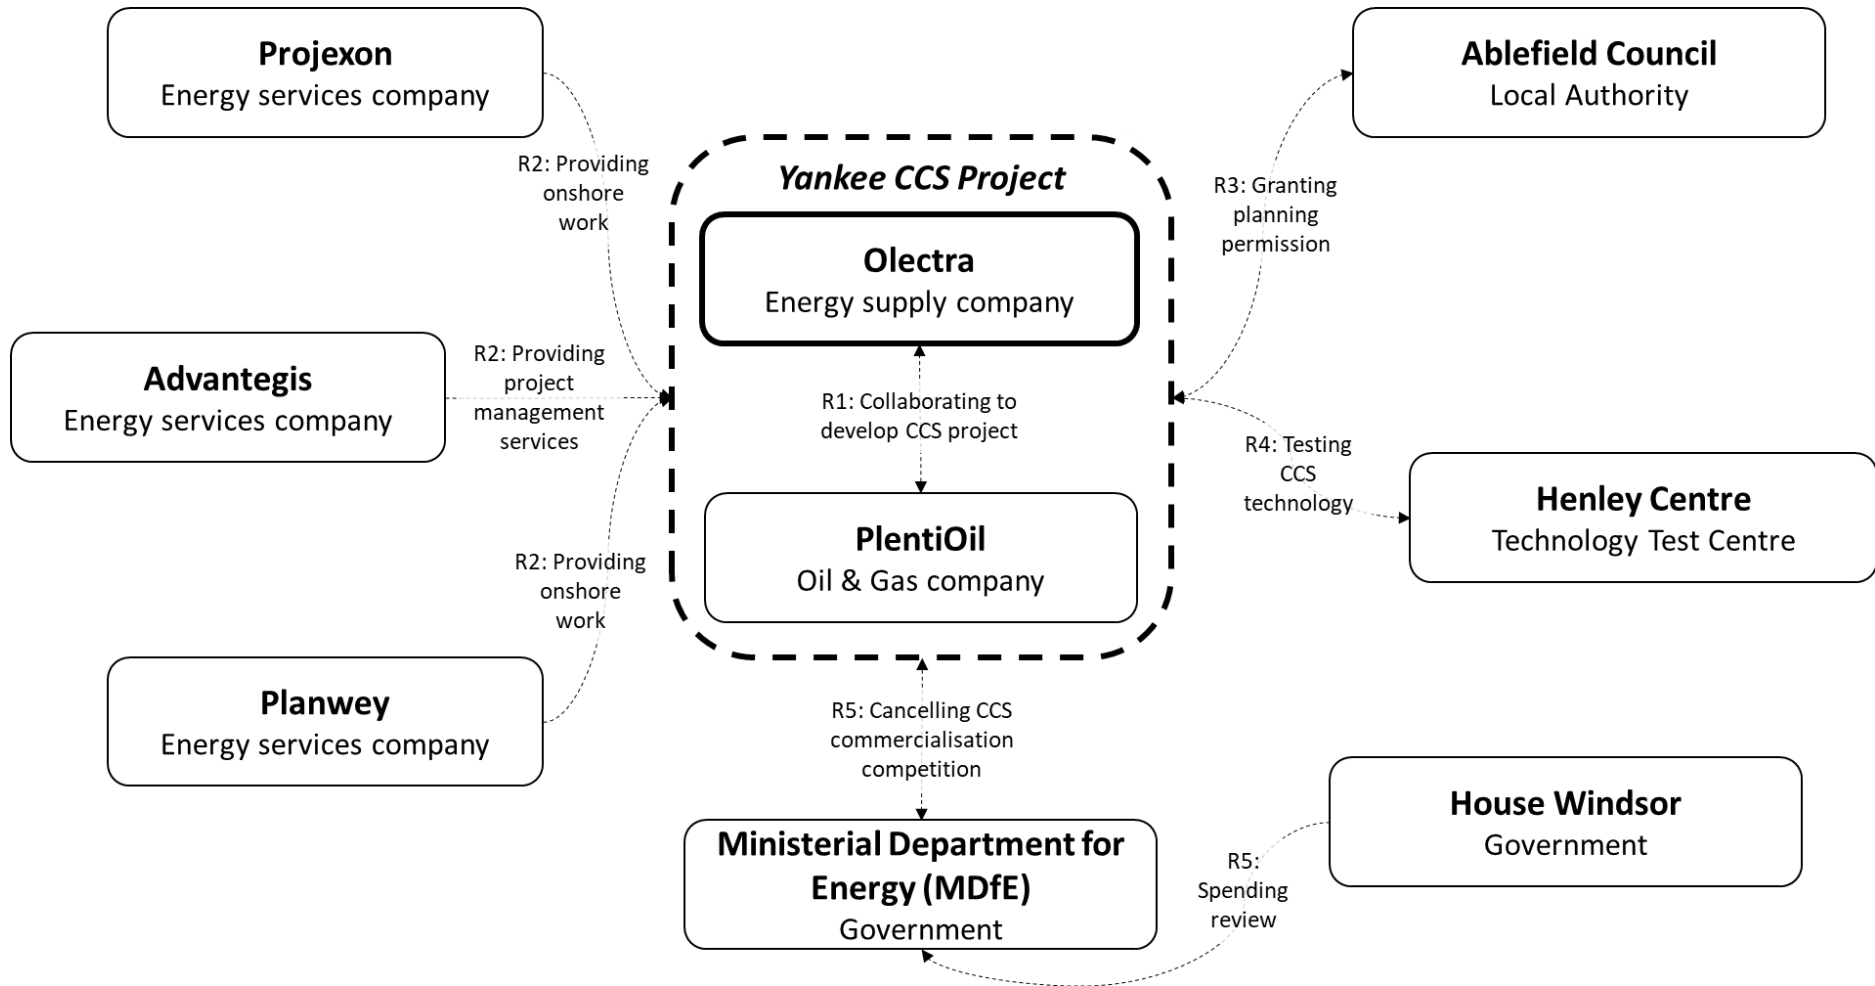 Projexon
Energy services company
Ablefield Council
Local Authority
R2: Providing
onshore
work
Yankee CCS Project
R3: Granting
planning
permission
Olectra
Energy supply company
Advantegis
Energy services company
R2: Providing
project
management
services
R1: Collaborating to
develop CCS project
R4: Testing
CCS
technology
Henley Centre
Technology Test Centre
PlentiOil
Oil & Gas company
R2: Providing
onshore
work
Planwey
Energy services company
R5: Cancelling CCS
commercialisation
competition
House Windsor
Government
Ministerial Department for
Energy (MDfE)
Government
R5:
Spending
review